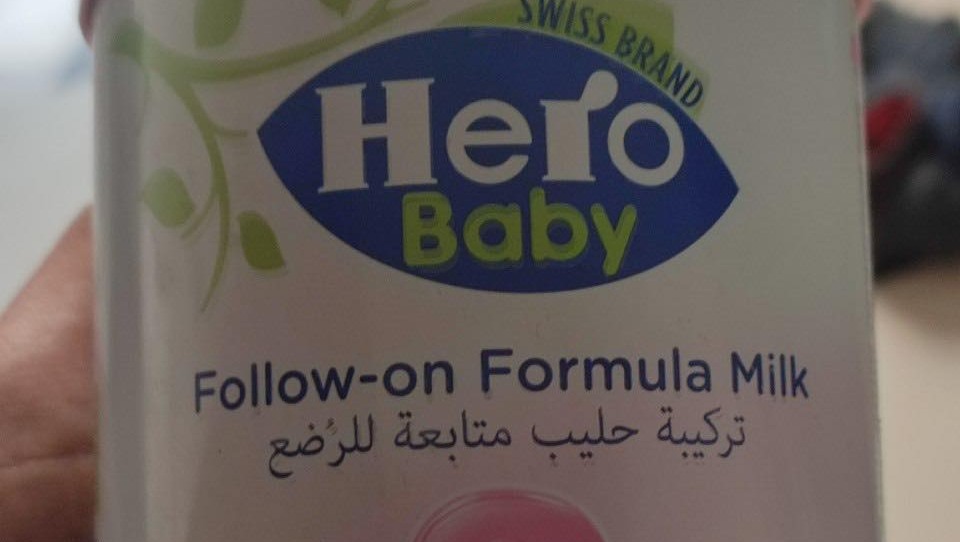 SWISS BRAND
Hero
Baby
Follow-on Formula Milk
تركيبة حليب متابعة للرُضع